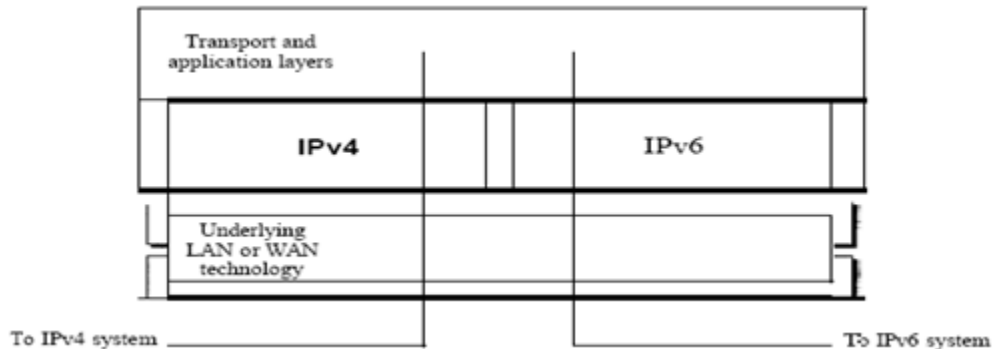 Transport and
application layers
IPv4
IPv6
Underlying
LAN or WAN
technology
To IPv4 system
To IPv6 system